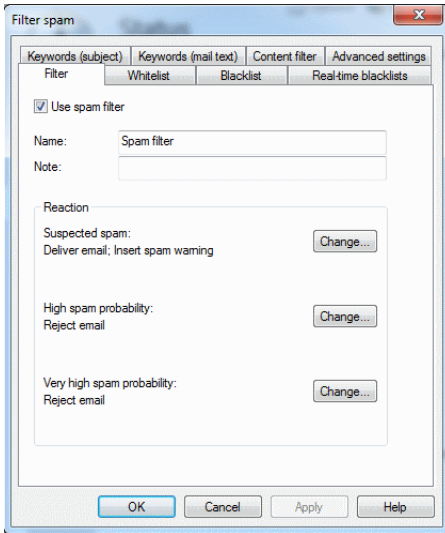 Filter spam
Status
Keywords (subject) Keywords (mail text) Content filter Advanced settings
Filter Whitelist Blacklist Real-time blacklists
Use spam filter
Name: Spam filter
Note:
Reaction
Suspected spam:
Deliver email; Insert spam warning
Change...
High spam probability:
Reject email
Change...
Very high spam probability:
Reject email
Change...
OK Cancel Apply Help